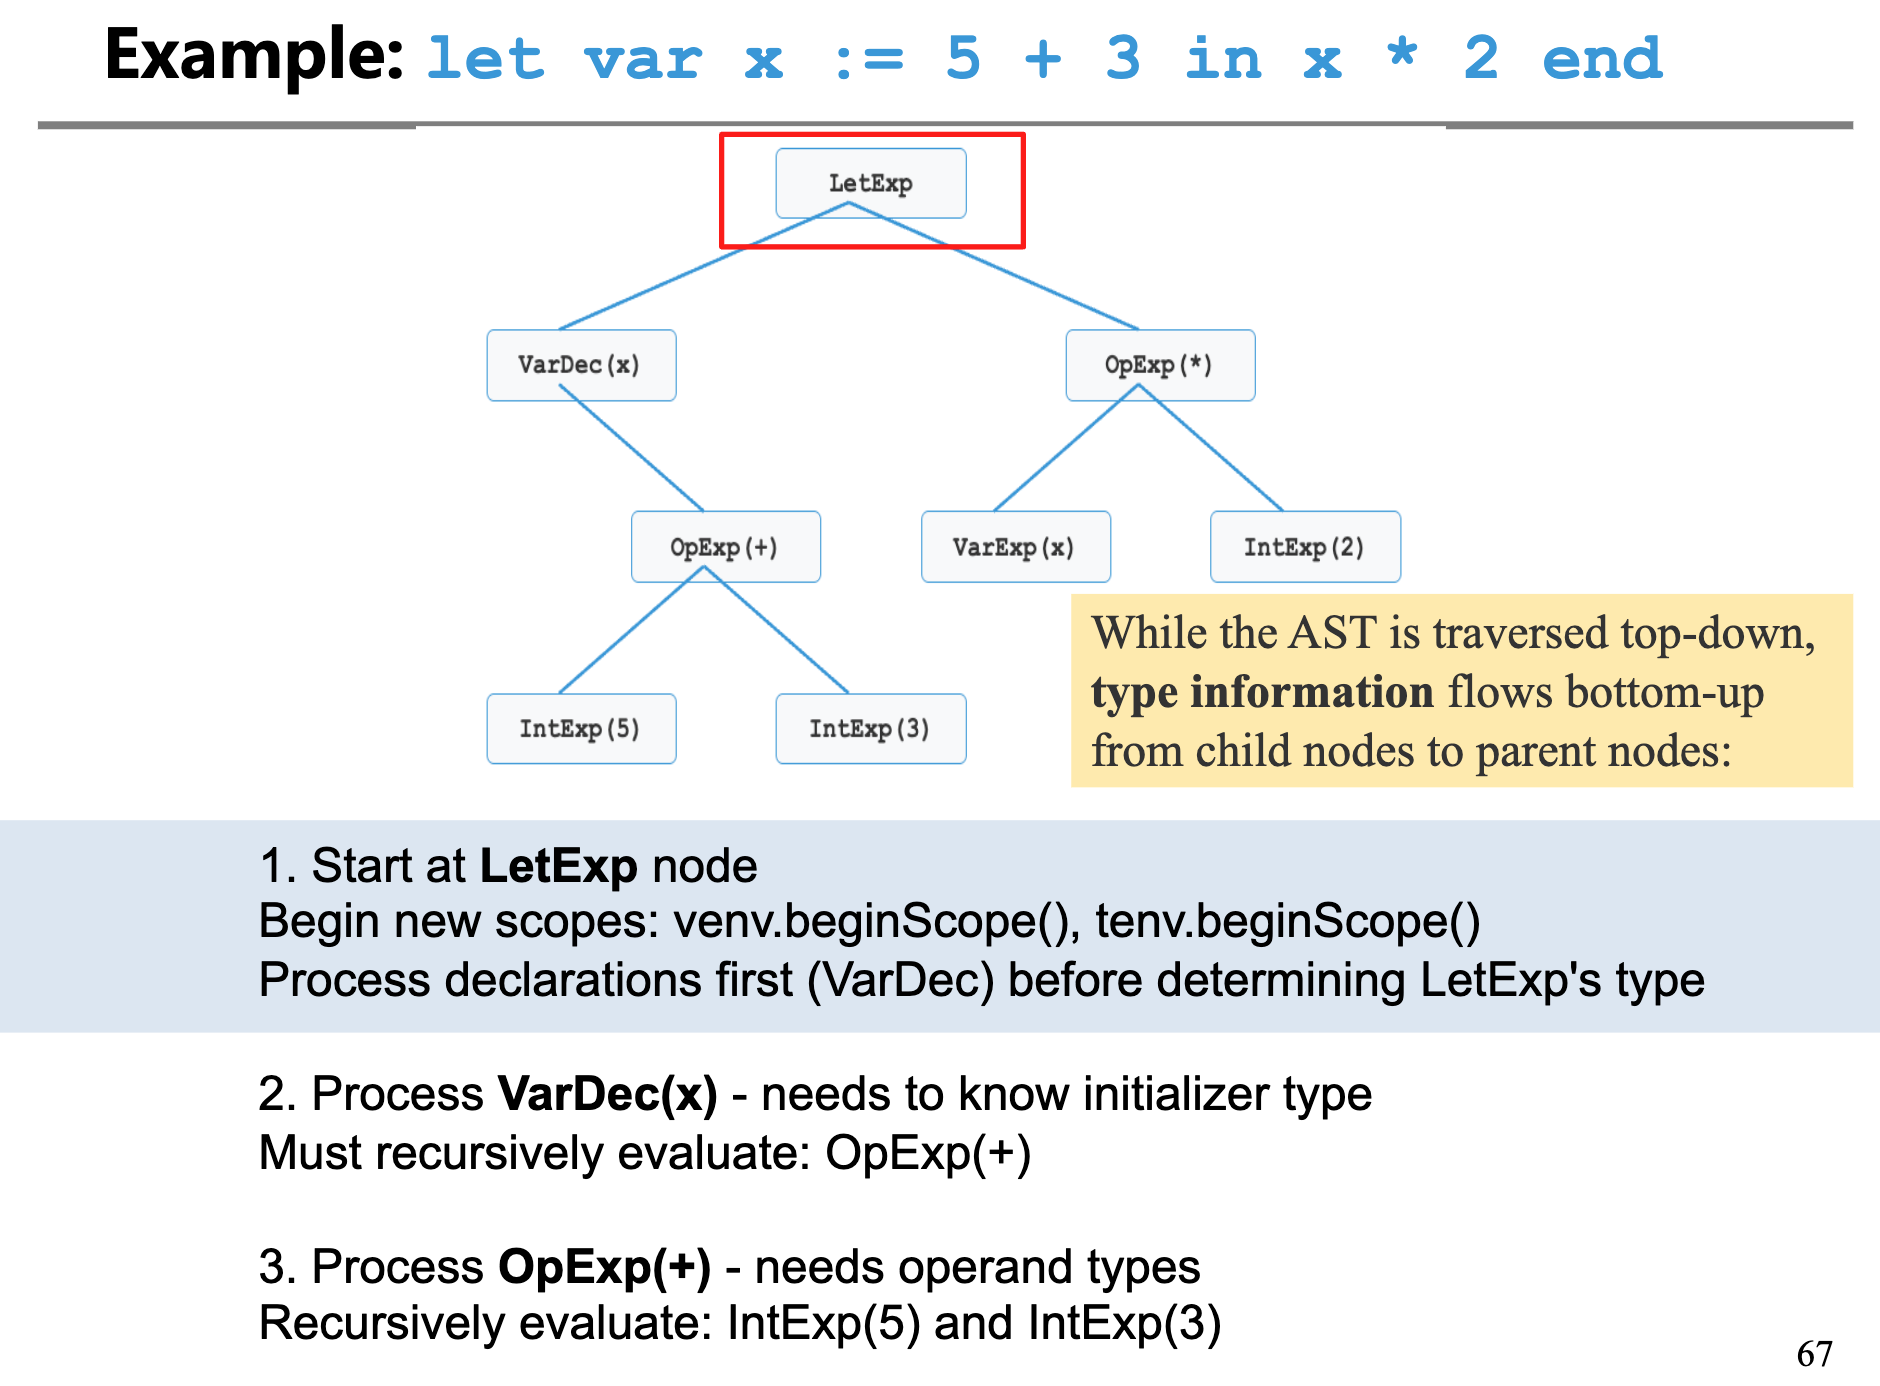 Example: let var x := 5 + 3 in x * 2 end
LetExp
VarDec(x)
OpExp(*)
OpExp(+)
VarExp(x)
IntExp(2)
IntExp(5)
IntExp(3)
While the AST is traversed top-down,
type information flows bottom-up
from child nodes to parent nodes:
1. Start at LetExp node
Begin new scopes: venv.beginScope(), tenv.beginScope()
Process declarations first (VarDec) before determining LetExp's type
2. Process VarDec(x) - needs to know initializer type
Must recursively evaluate: OpExp(+)
3. Process OpExp(+) - needs operand types
Recursively evaluate: IntExp(5) and IntExp(3)
67